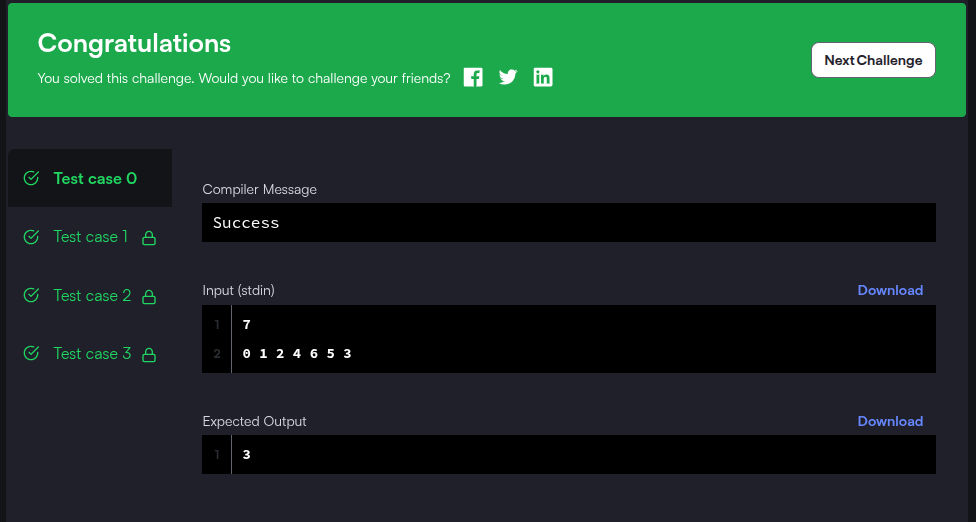 Congratulations
You solved this challenge. Would you like to challenge your friends?
Next Challenge
Test case 0
Test case 1
Test case 2
Test case 3
Compiler Message
Success
Input (stdin)
Download
1 7
2 0 1 2 4 6 5 3
Expected Output
Download
1 3